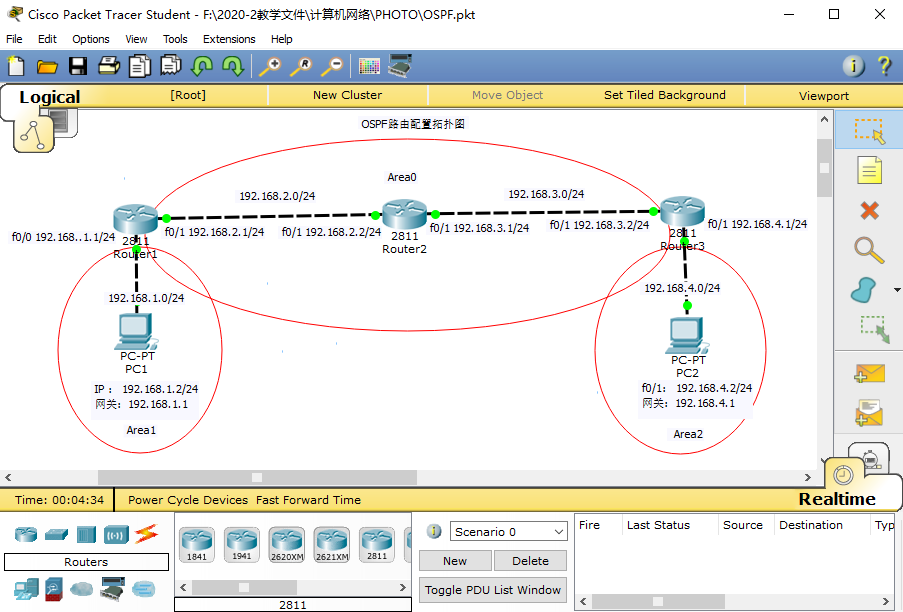 Cisco Packet Tracer Student - F:\2020-2教学文件\计算机网络\PHOTO\OSPF.pkt
File Edit Options View Tools Extensions Help
Logical [Root] New Cluster Move Object Set Tiled Background Viewport
OSPF路由配置拓扑图
Area0
192.168.2.0/24 192.168.3.0/24
f0/0 192.168..1.1/24 f0/1 192.168.2.1/24 f0/1 192.168.2.2/24 f0/1 192.168.3.1/24 f0/1 192.168.3.2/24 f0/1 192.168.4.1/24
2811 2811 2811
Router1 Router2 Router3
192.168.1.0/24 192.168.4.0/24
PC-PT PC-PT
PC1 PC2
IP： 192.168.1.2/24 f0/1： 192.168.4.2/24
网关：192.168.1.1 网关：192.168.4.1
Area1 Area2
Time: 00:04:34 Power Cycle Devices Fast Forward Time Realtime
Scenario 0 Fire Last Status Source Destination Typ
1841 1941 2620XM 2621XM 2811
Routers New Delete
Toggle PDU List Window
2811